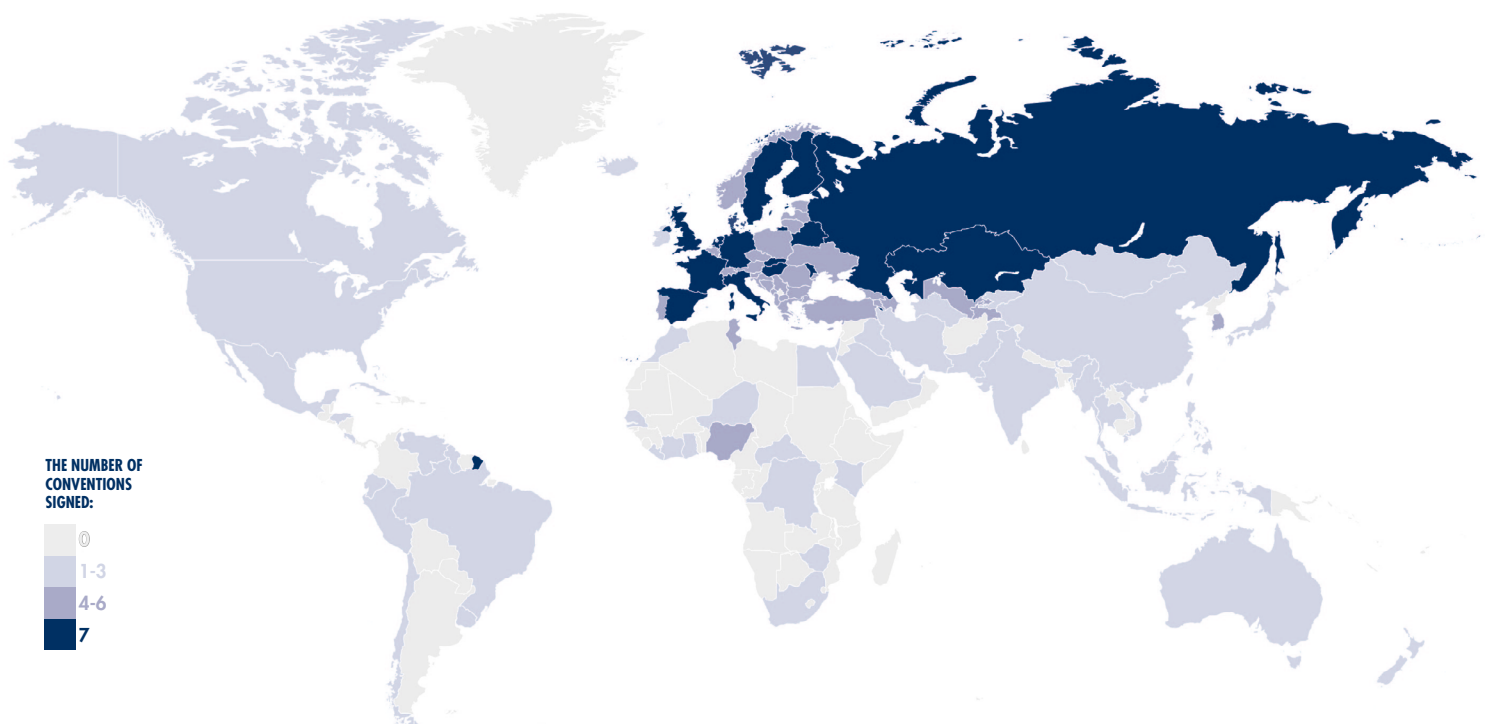 THE NUMBER OF
CONVENTIONS
SIGNED:
0
1-3
4-6
7